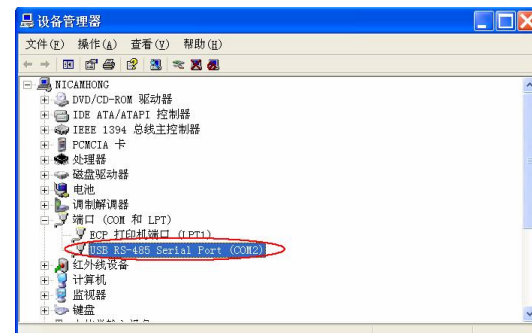 设备管理器
文件(F) 操作(A) 查看(V) 帮助(H)
NICAMHONG
DVD/CD-ROM 驱动器
IDE ATA/ATAPI 控制器
IEEE 1394 总线主控制器
PCMCIA 卡
处理器
磁盘驱动器
电池
调制解调器
端口 (COM 和 LPT)
ECP 打印机端口 (LPT1)
USB RS-485 Serial Port (COM2)
红外线设备
计算机
监视器
键盘